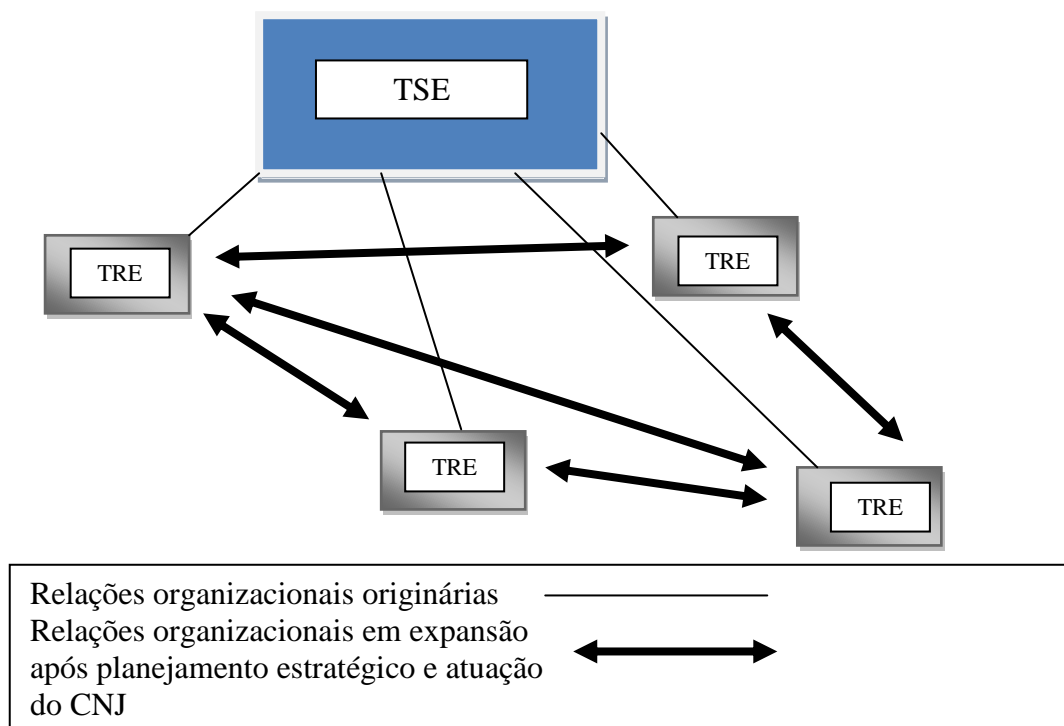 TSE
TRE
TRE
TRE
TRE
Relações organizacionais originárias
Relações organizacionais em expansão
após planejamento estratégico e atuação
do CNJ